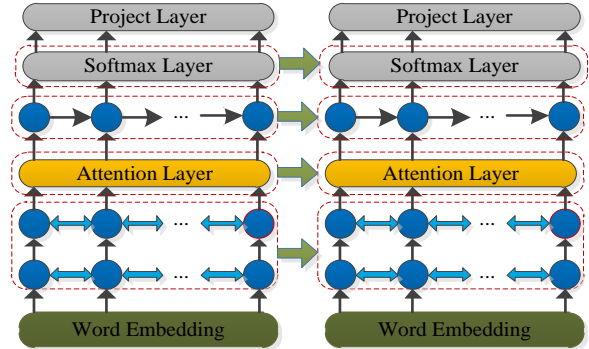 Project Layer
Project Layer
Softmax Layer
Softmax Layer
...
...
Attention Layer
Attention Layer
...
...
...
...
Word Embedding
Word Embedding